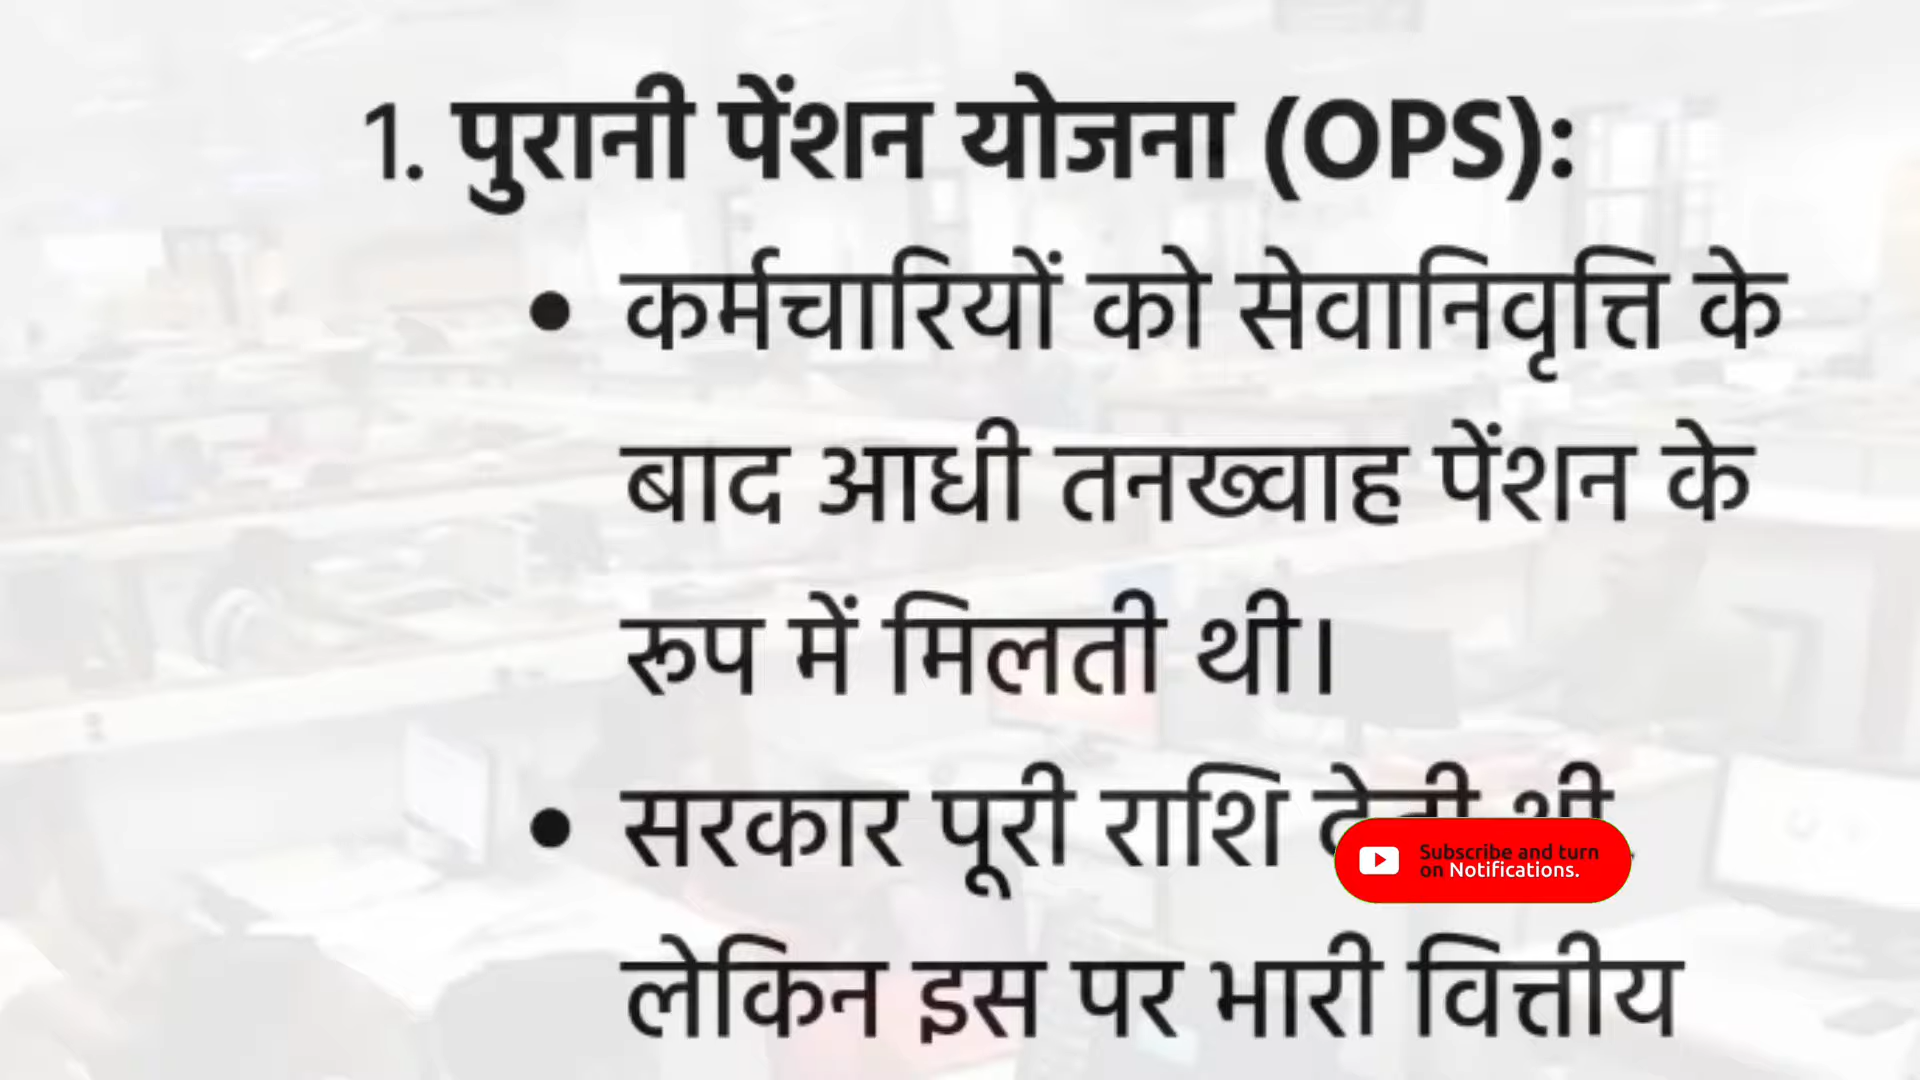 1. पुरानी पेंशन योजना (OPS):
• कर्मचारियों को सेवानिवृत्ति के
बाद आधी तनख्वाह पेंशन के
रूप में मिलती थी।
• सरकार पूरी राशि
Subscribe and turn
on Notifications.
लेकिन इस पर भारी वित्तीय